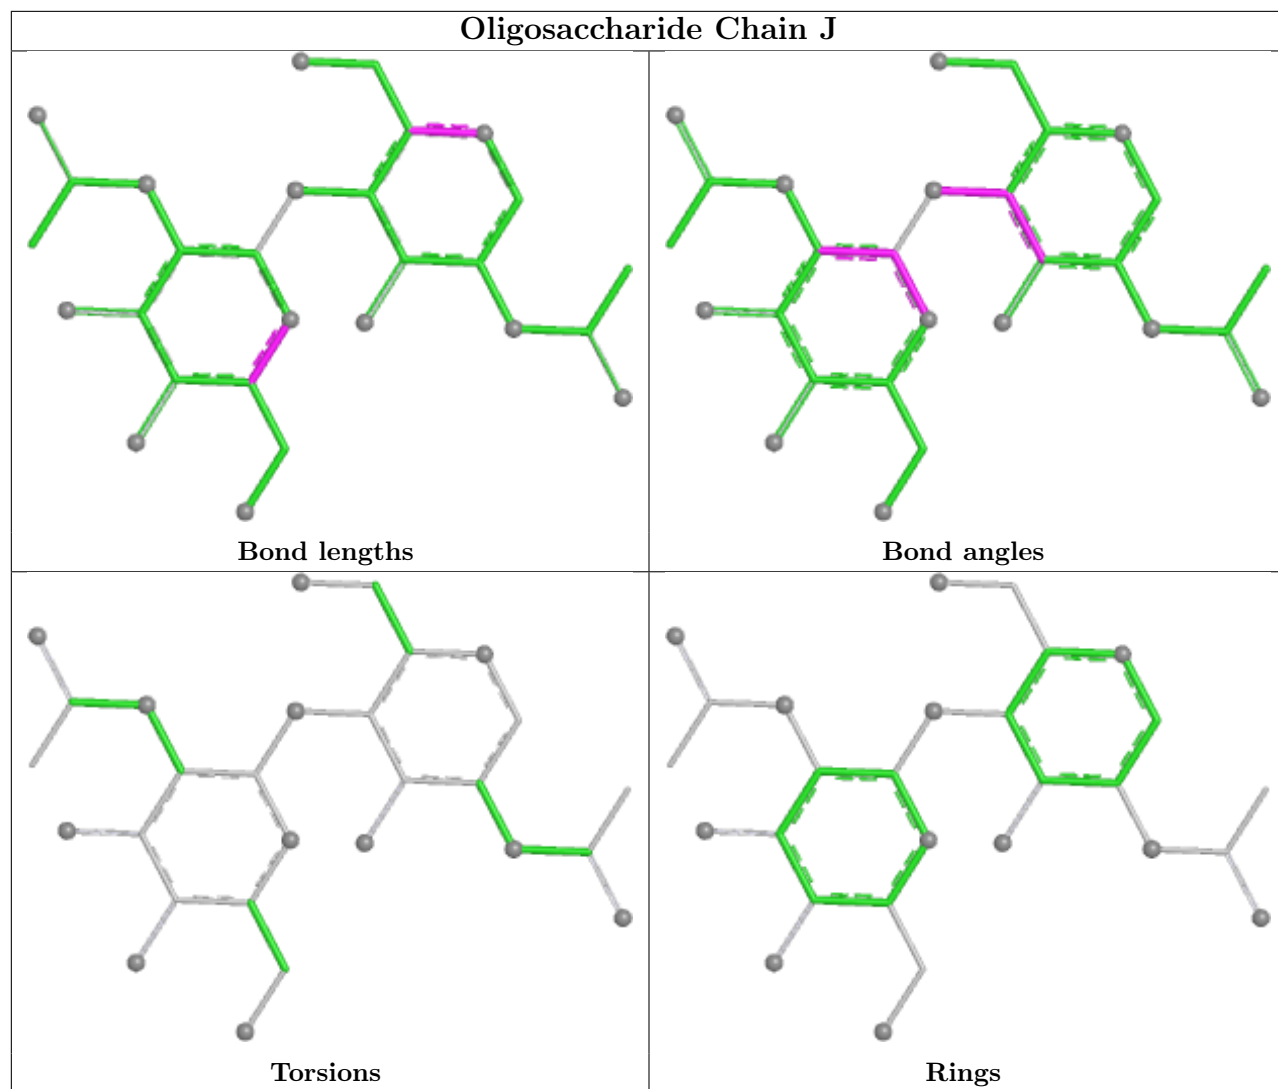 Oligosaccharide Chain J
Bond lengths
Bond angles
Torsions
Rings